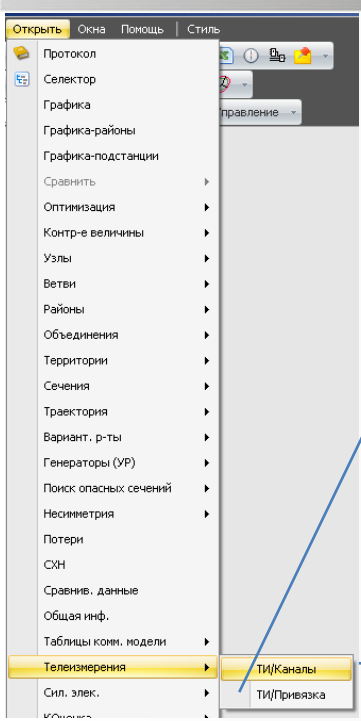 Открыть Окна Помощь Стиль
Протокол
Селектор
Графика
правление
Графика-районы
Графика-подстанции
Сравнить
Оптимизация
Контр-е величины
Узлы
Ветви
Районы
Объединения
Территории
Сечения
Траектория
Вариант. р-ты
Генераторы (УР)
Поиск опасных сечений
Несимметрия
Потери
СХН
Сравнив. данные
Общая инф.
Таблицы комм. модели
Телеизмерения
ТИ/Каналы
Сил. элек.
ТИ/Привязка